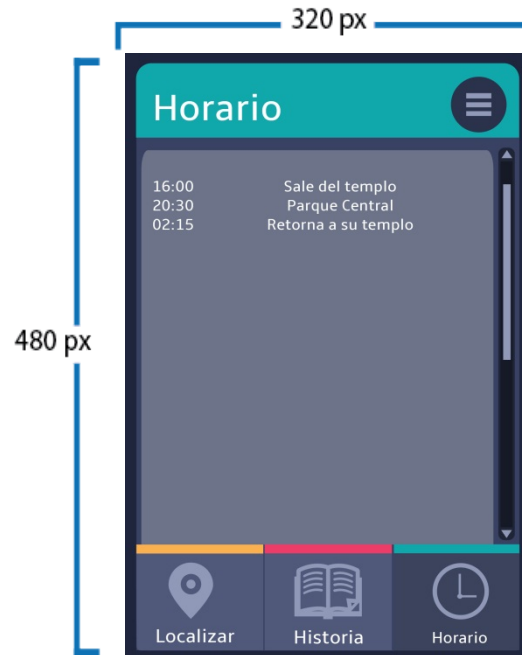 320 px
480 px
Horario
16:00 Sale del templo
20:30 Parque Central
02:15 Retorna a su templo
Localizar Historia Horario